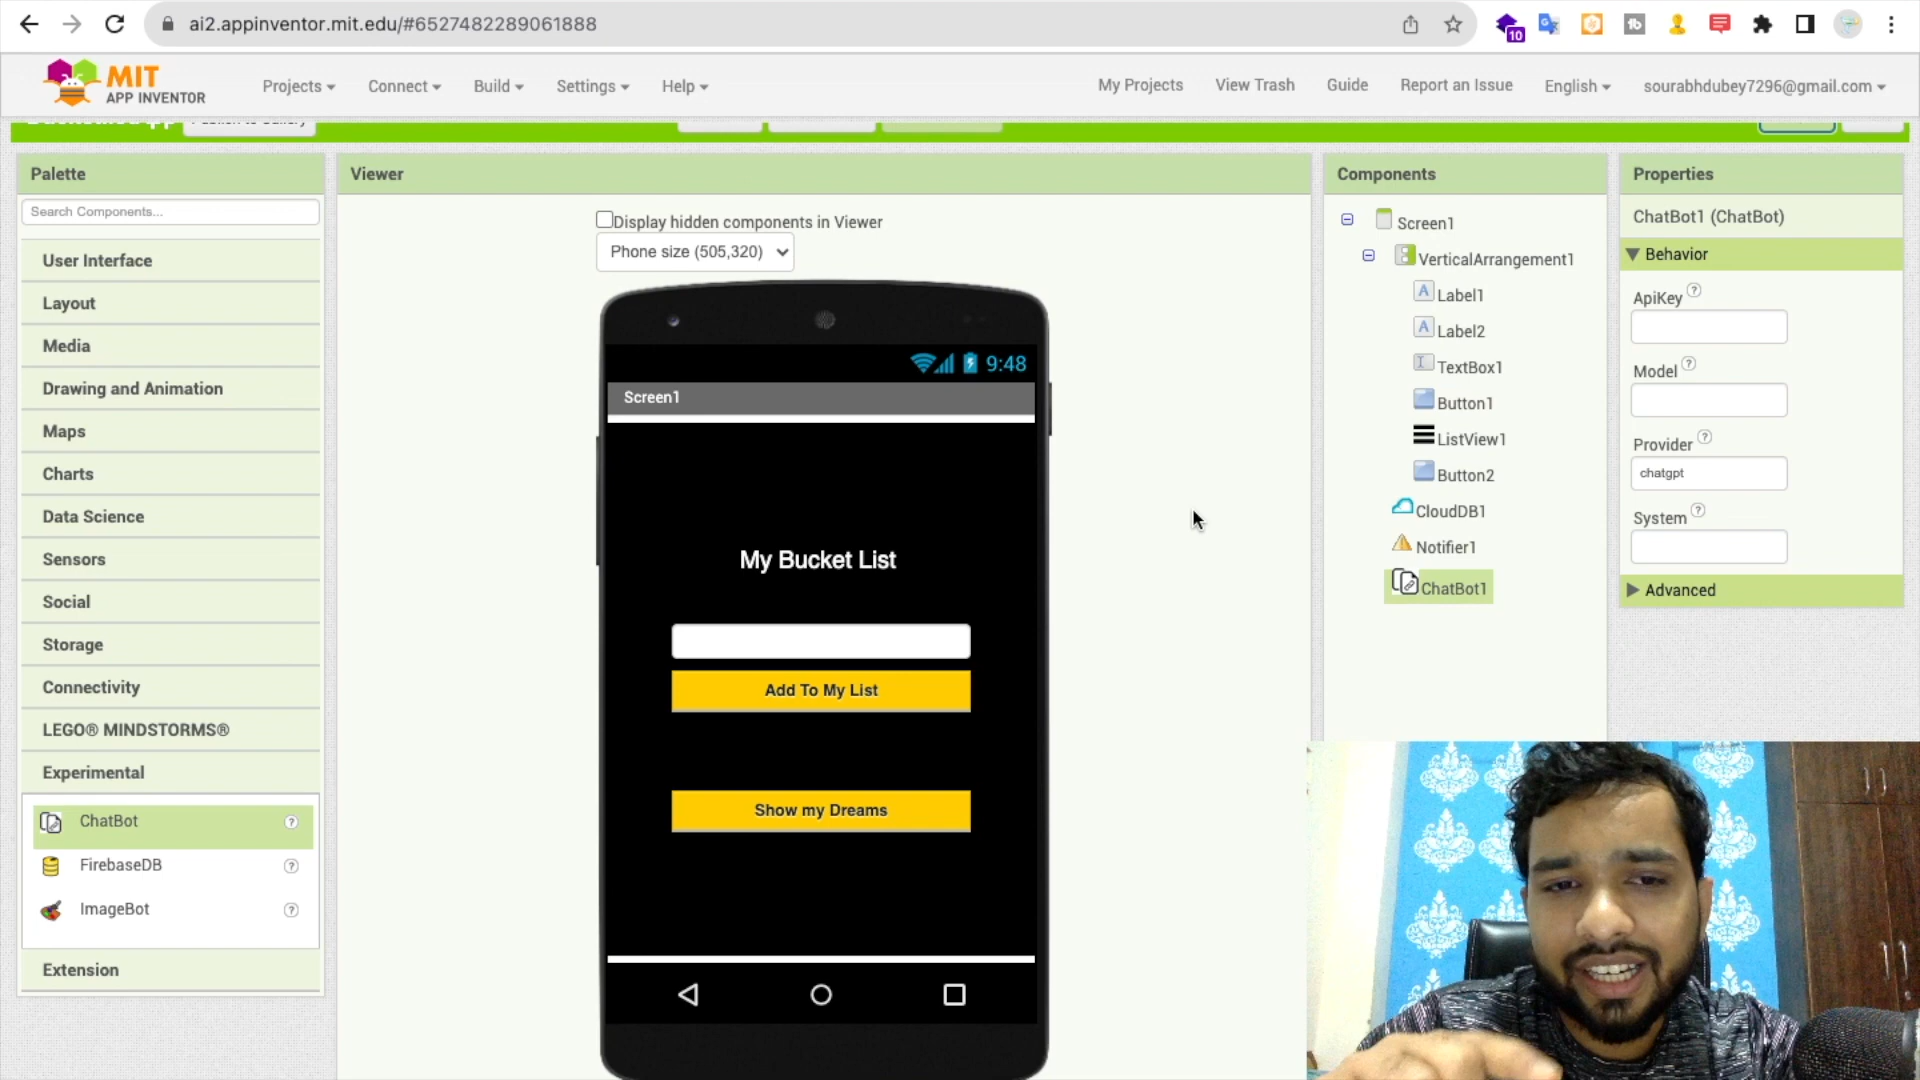 ai2.appinventor.mit.edu/#6527482289061888
10
MIT
APP INVENTOR
Projects
Connect
Build
Settings
Help
My Projects
View Trash
Guide
Report an Issue
English
sourabhdubey7296@gmail.com
Palette
Search Components...
User Interface
Layout
Media
Drawing and Animation
Maps
Charts
Data Science
Sensors
Social
Storage
Connectivity
LEGO® MINDSTORMS®
Experimental
ChatBot
FirebaseDB
ImageBot
Extension
Viewer
Display hidden components in Viewer
Phone size (505,320)
9:48
Screen1
My Bucket List
Add To My List
Show my Dreams
Components
Screen1
VerticalArrangement1
Label1
Label2
TextBox1
Button1
ListView1
Button2
CloudDB1
Notifier1
ChatBot1
Properties
ChatBot1 (ChatBot)
Behavior
ApiKey
Model
Provider
chatgpt
System
Advanced